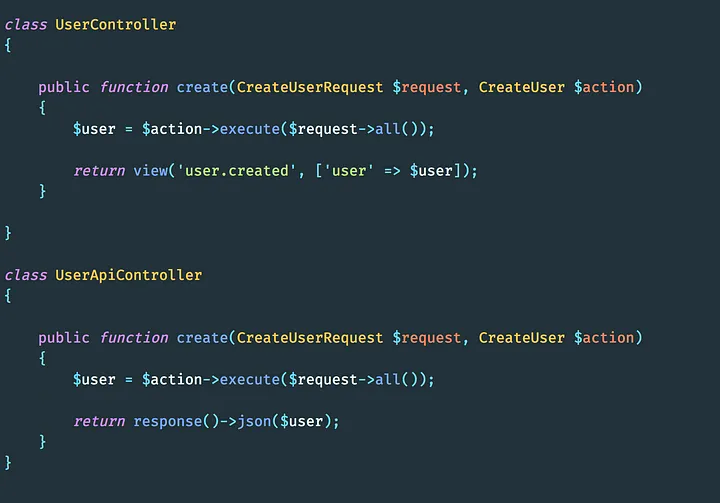 class UserController
{
public function create(CreateUserRequest $request, CreateUser $action)
{
$user = $action->execute($request->all());
return view('user.created', ['user' => $user]);
}
}
class UserApiController
{
public function create(CreateUserRequest $request, CreateUser $action)
{
$user = $action->execute($request->all());
return response()->json($user);
}
}